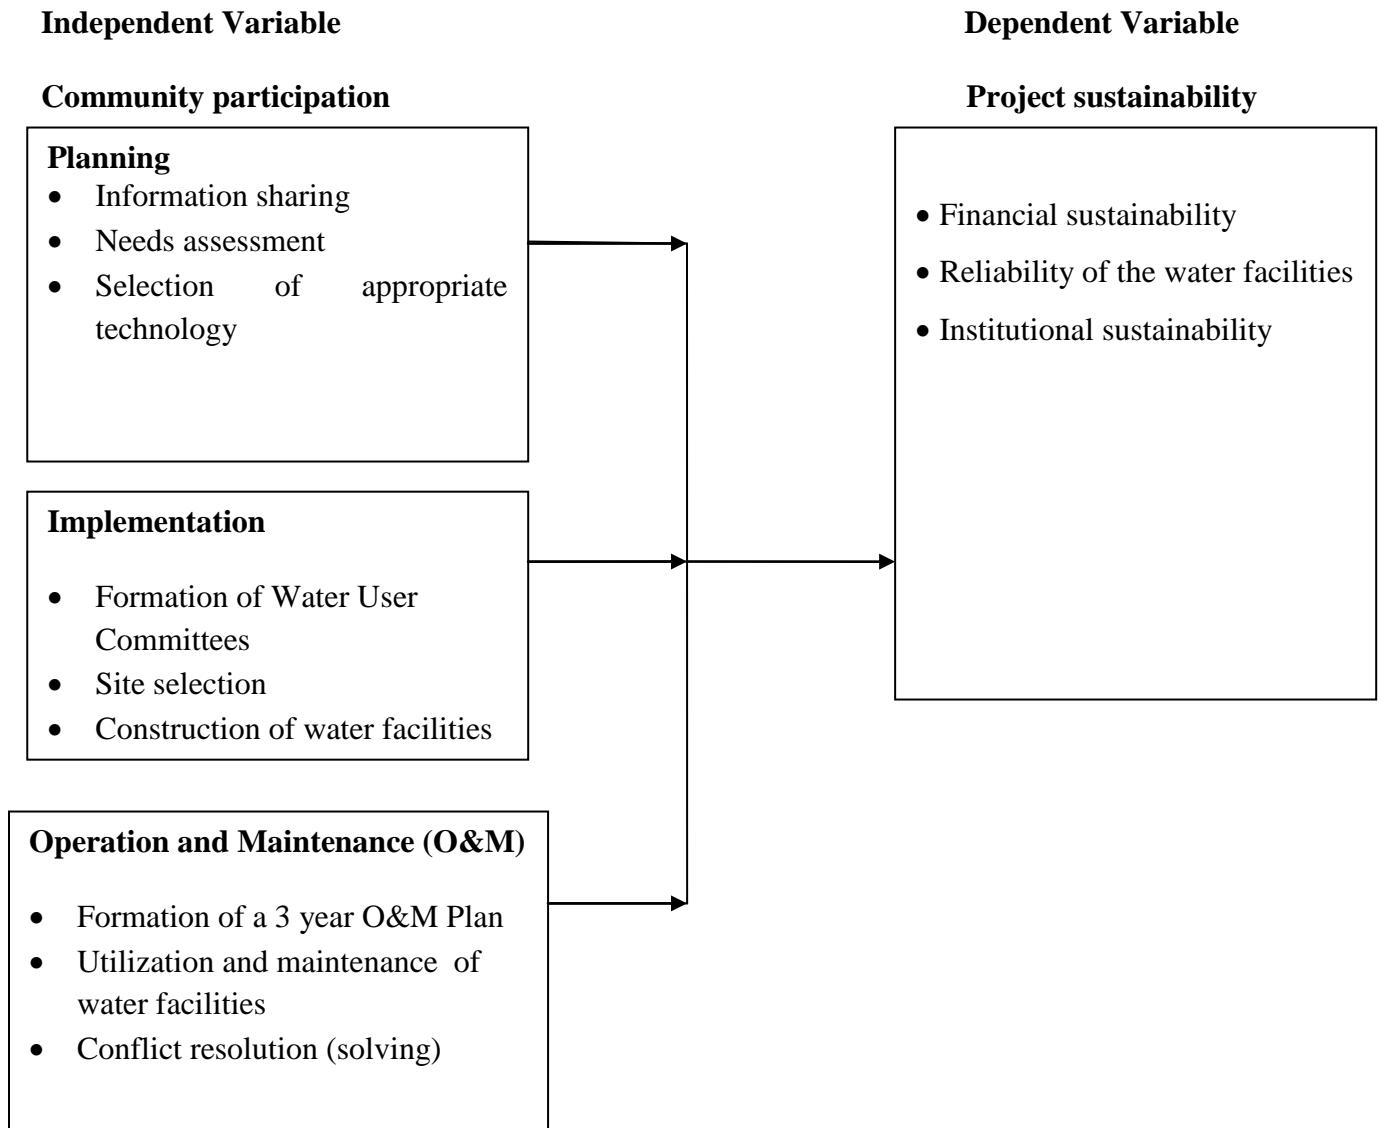 Independent Variable
Dependent Variable
Community participation
Project sustainability
Planning
• Information sharing
• Needs assessment
• Selection of appropriate
technology
• Financial sustainability
• Reliability of the water facilities
• Institutional sustainability
Implementation
• Formation of Water User
Committees
• Site selection
• Construction of water facilities
Operation and Maintenance (O&M)
• Formation of a 3 year O&M Plan
• Utilization and maintenance of
water facilities
• Conflict resolution (solving)